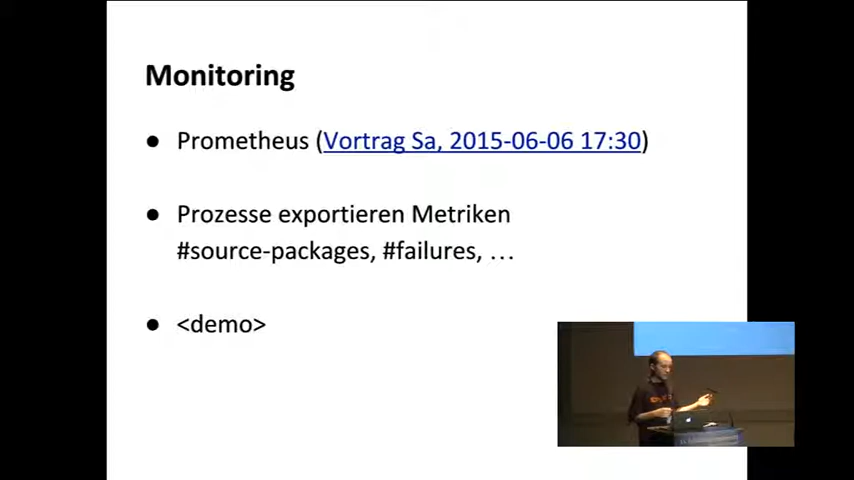 Monitoring
● Prometheus (Vortrag Sa, 2015-06-06 17:30)
● Prozesse exportieren Metriken
#source-packages, #failures, …
● <demo>